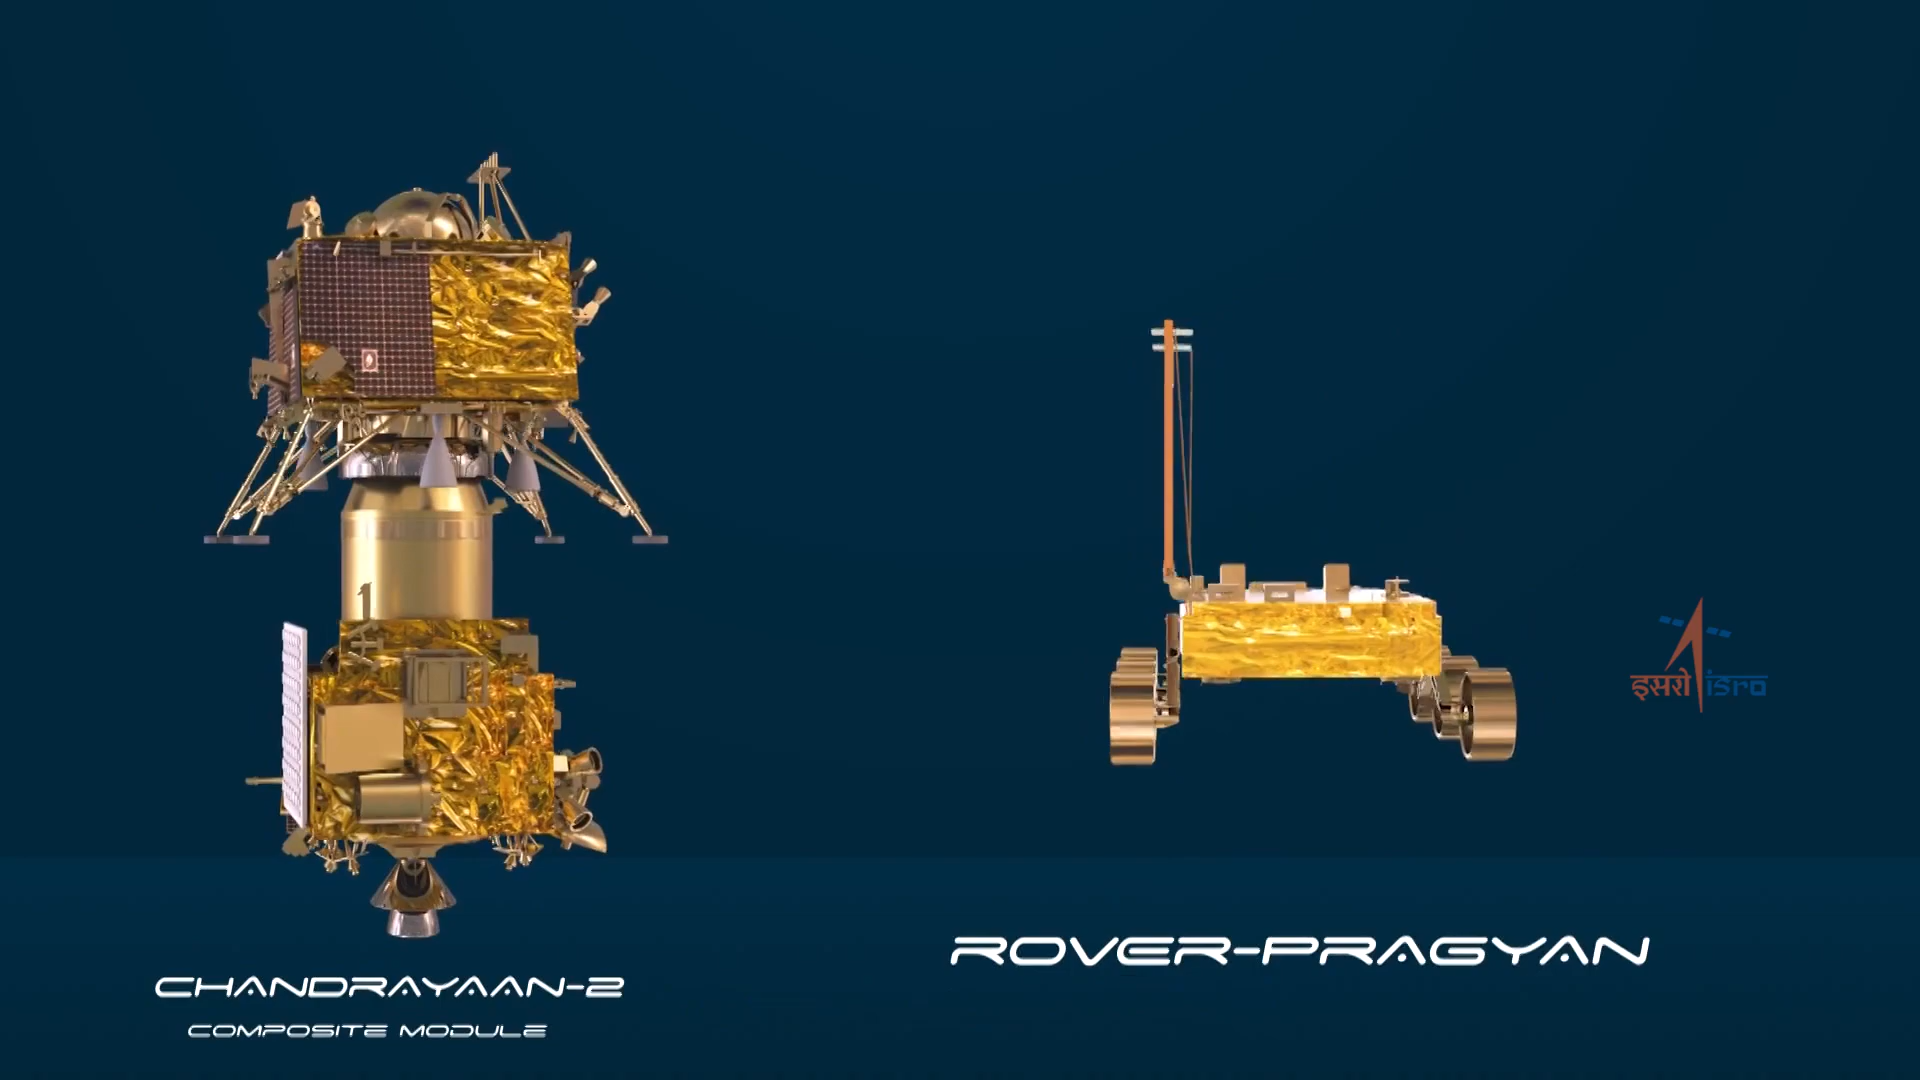 CHANDRAYAAN-2
COMPOSITE MODULE
ROVER-PRAGYAN
इसरो isro